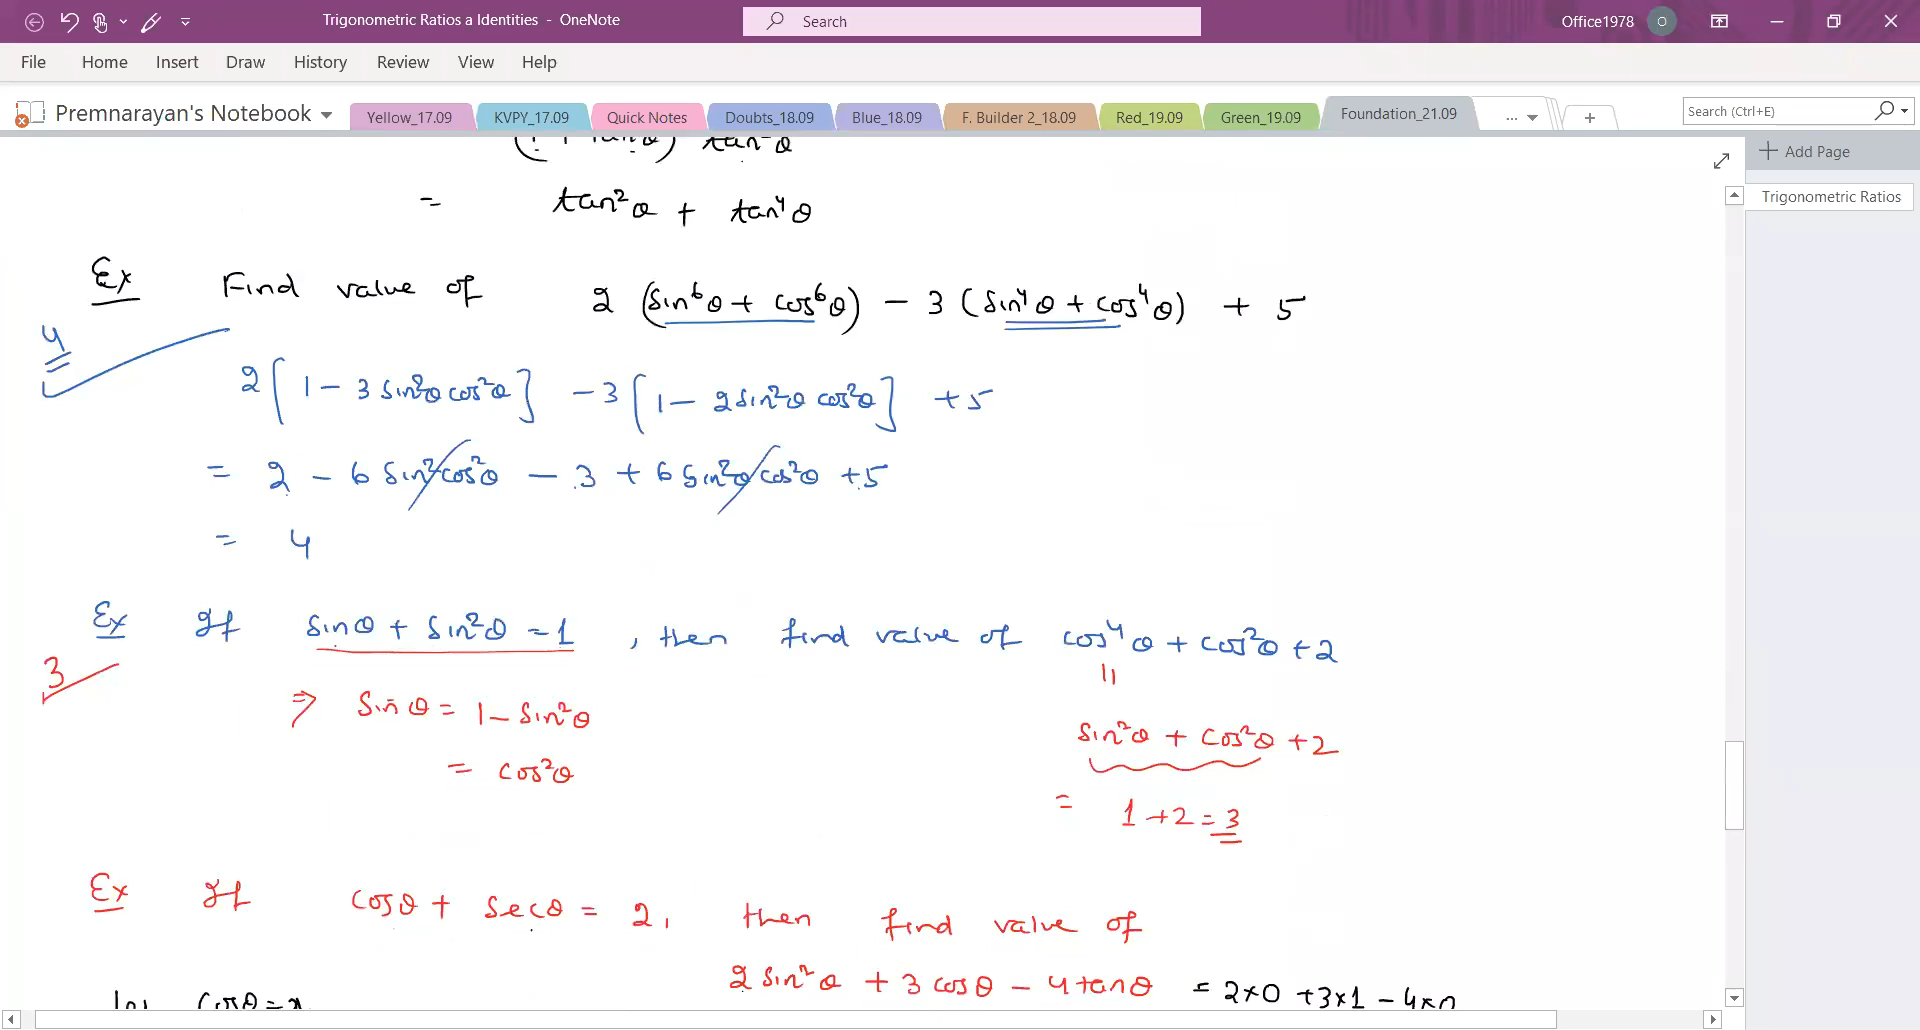 Trigonometric Ratios a Identities - OneNote
Search
Office1978
O
File Home Insert Draw History Review View Help
Premnarayan's Notebook
Yellow_17.09 KVPY_17.09 Quick Notes Doubts_18.09 Blue_18.09 F. Builder 2_18.09 Red_19.09 Green_19.09 Foundation_21.09 ... +
Search (Ctrl+E)
+ Add Page
Trigonometric Ratios
= tan²θ + tan⁴θ
Ex Find value of 2 (sin⁶θ + cos⁶θ) - 3 (sin⁴θ + cos⁴θ) + 5
4
2[1 - 3 sin²θ cos²θ] - 3[1 - 2sin²θ cos²θ] + 5
= 2 - 6 sin²cos²θ - 3 + 6 sin²θ cos²θ + 5
= 4
Ex If sinθ + sin²θ = 1, then find value of cos⁴θ + cos²θ + 2
3
⇒ sinθ = 1 - sin²θ
= cos²θ
||
sin²θ + cos²θ + 2
= 1 + 2 = 3
Ex If cosθ + secθ = 2, then find value of
2 sin²θ + 3 cosθ - 4 tanθ = 2×0 + 3×1 - 4×0